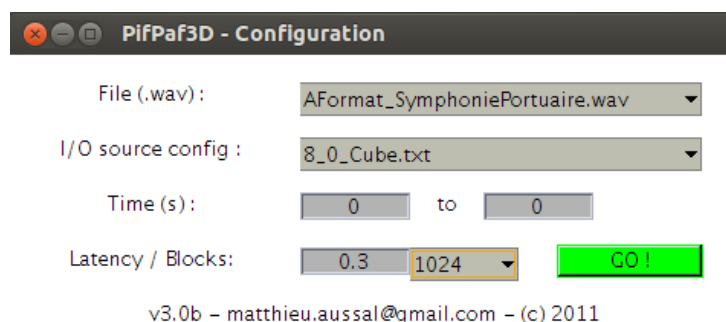 PifPaf3D - Configuration
File (.wav) : AFormat_SymphoniePortuaire.wav
I/O source config : 8_0_Cube.txt
Time (s) : 0 to 0
Latency / Blocks: 0.3 1024 GO !
v3.0b – matthieu.aussal@gmail.com – (c) 2011